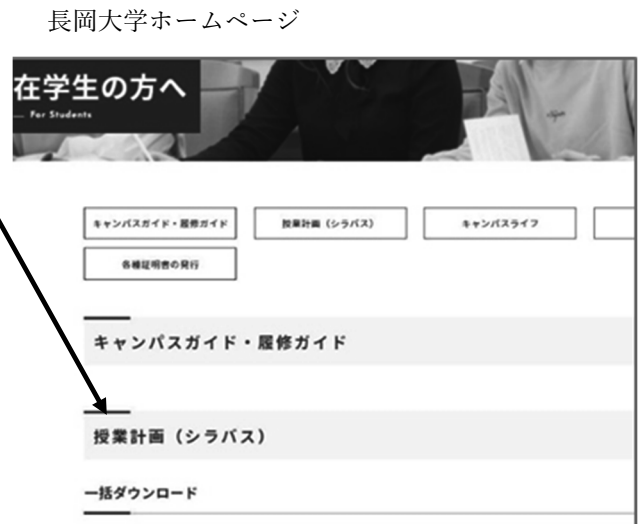 長岡大学ホームページ
在学生の方へ
For Students
キャンパスガイド・履修ガイド
授業計画（シラバス）
キャンパスライフ
各種証明書の発行
キャンパスガイド・履修ガイド
授業計画（シラバス）
一括ダウンロード